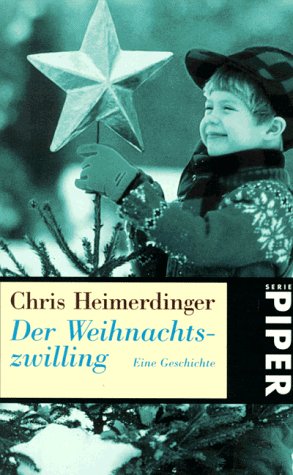 Chris Heimerdinger
Der Weihnachts-
zwilling
Eine Geschichte
SERIE
PIPER